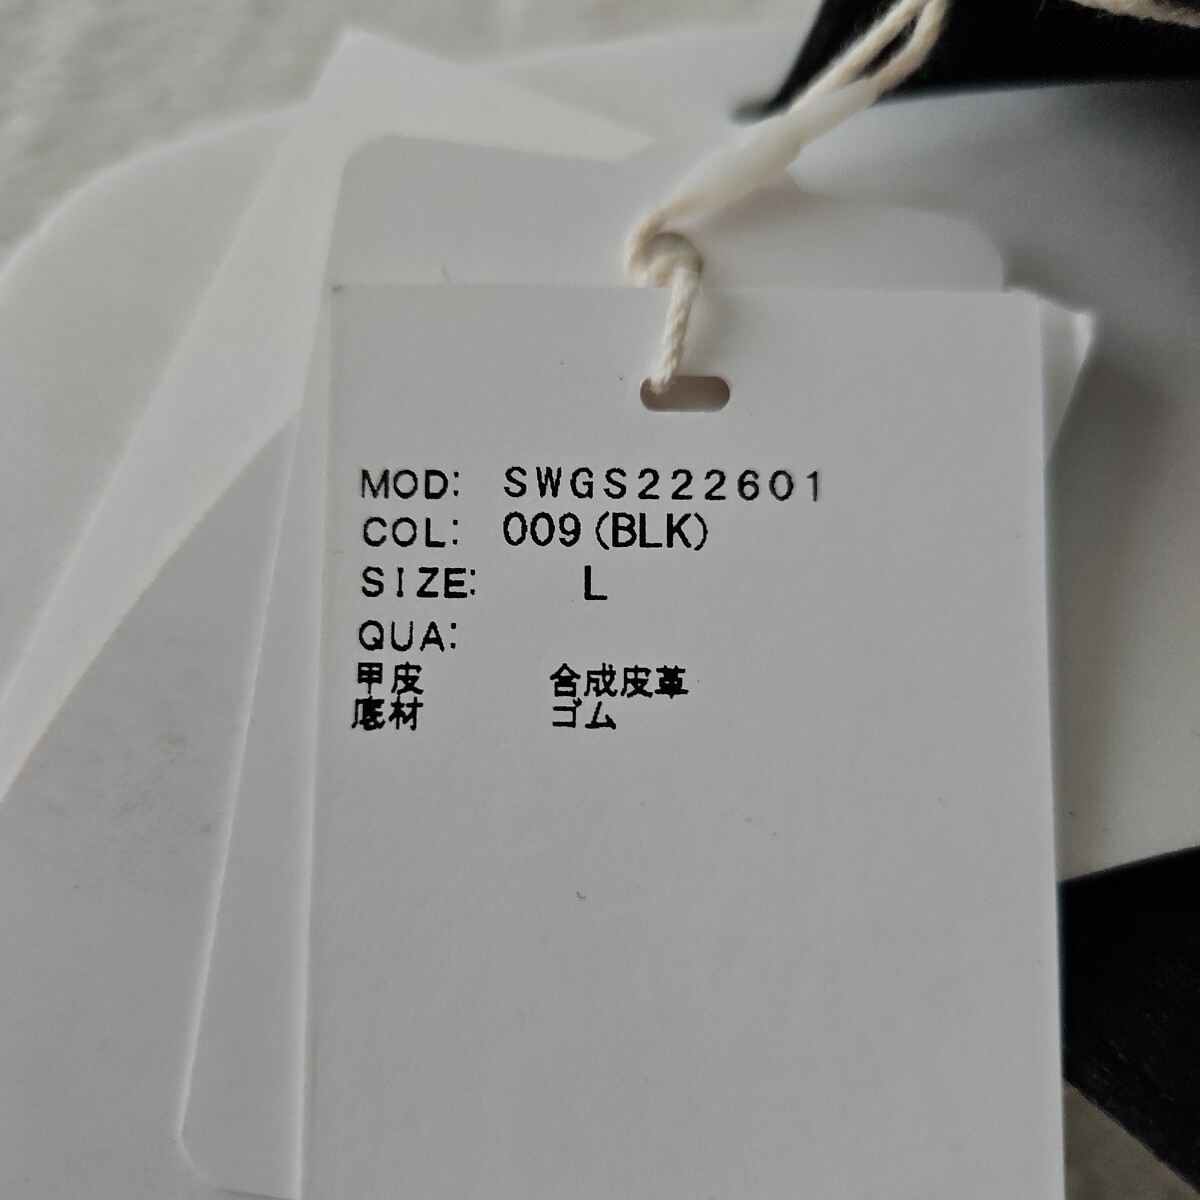 MOD: SWGS222601
COL: 009(BLK)
SIZE: L
QUA:
甲皮 合成皮革
底材 ゴム